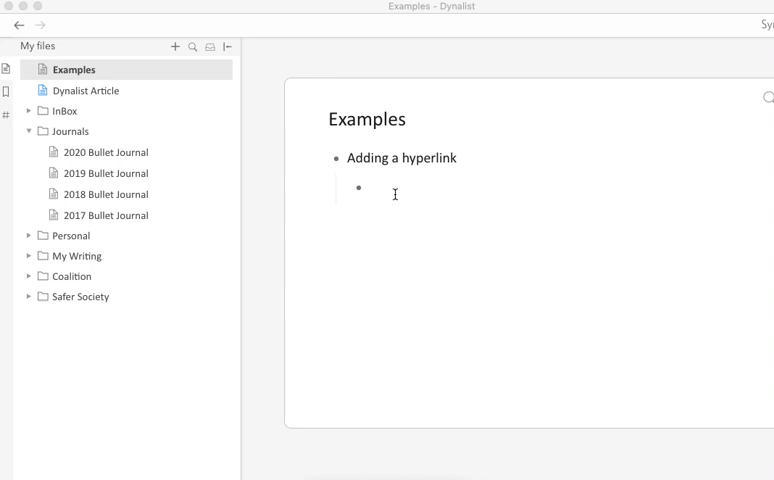 Examples - Dynalist
My files
Examples
Dynalist Article
InBox
Journals
2020 Bullet Journal
2019 Bullet Journal
2018 Bullet Journal
2017 Bullet Journal
Personal
My Writing
Coalition
Safer Society
Examples
Adding a hyperlink